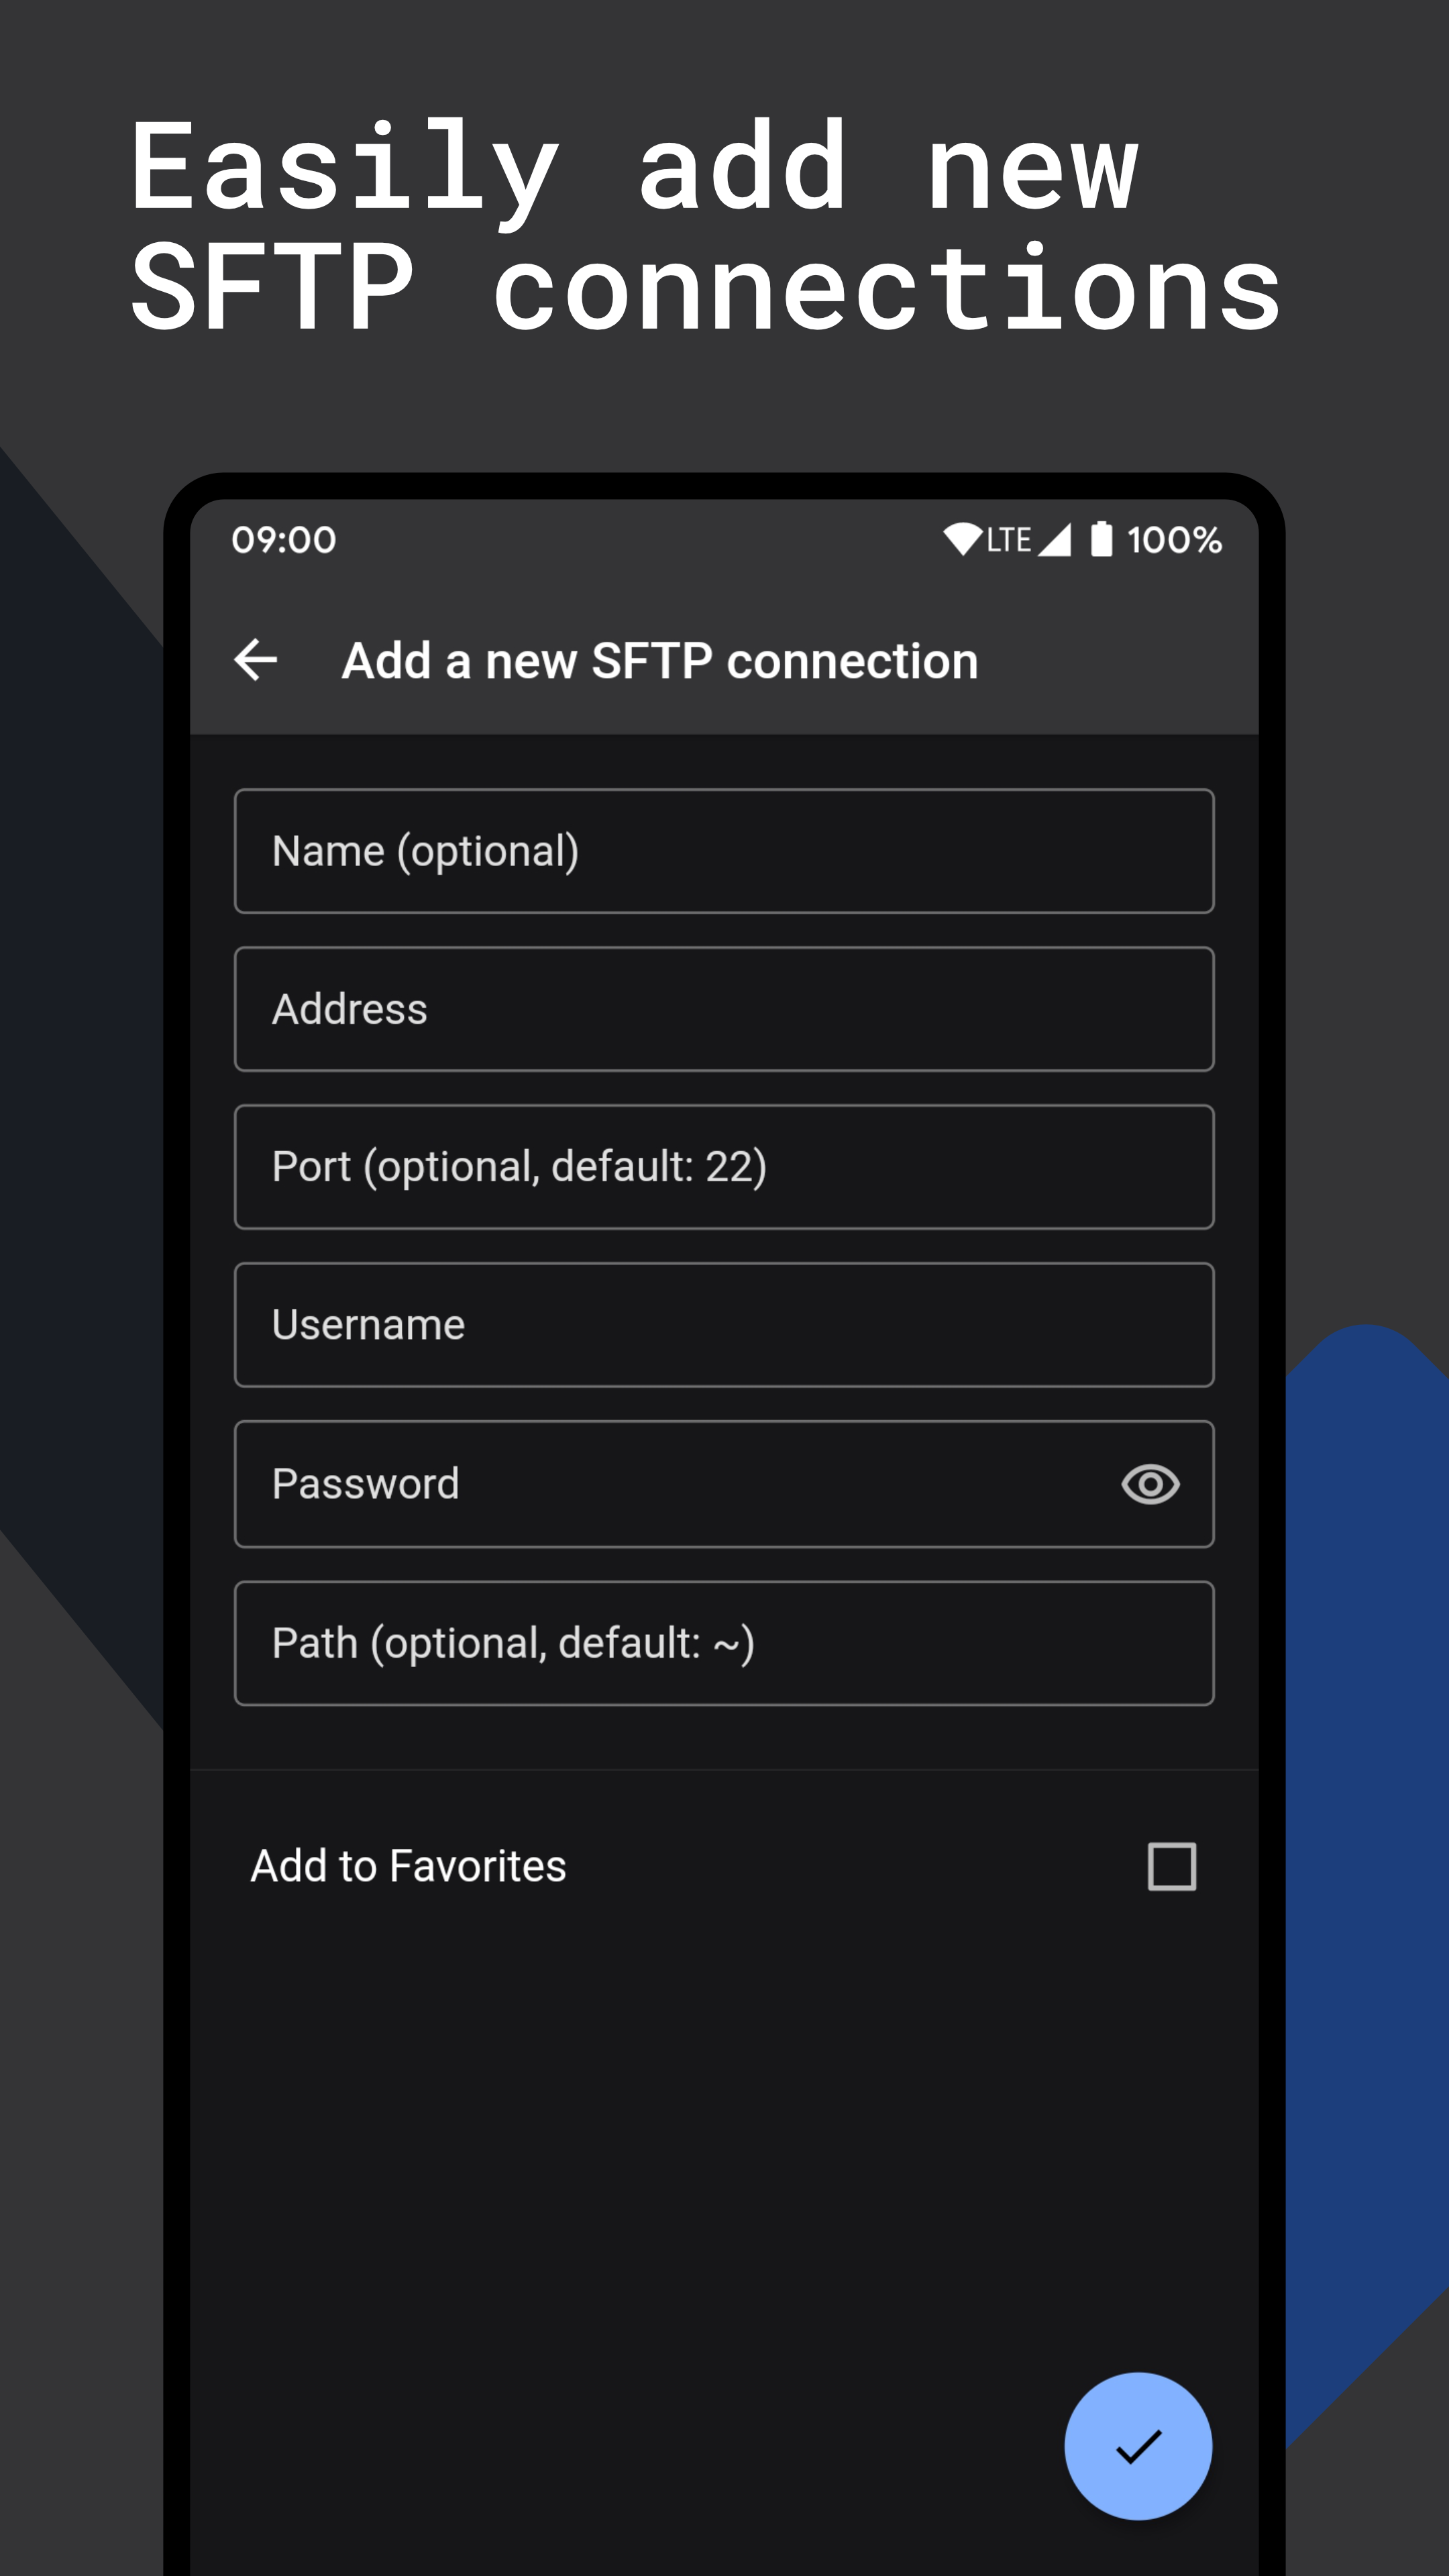 Easily add new
SFTP connections
09:00 LTE 100%
Add a new SFTP connection
Name (optional)
Address
Port (optional, default: 22)
Username
Password
Path (optional, default: ~)
Add to Favorites